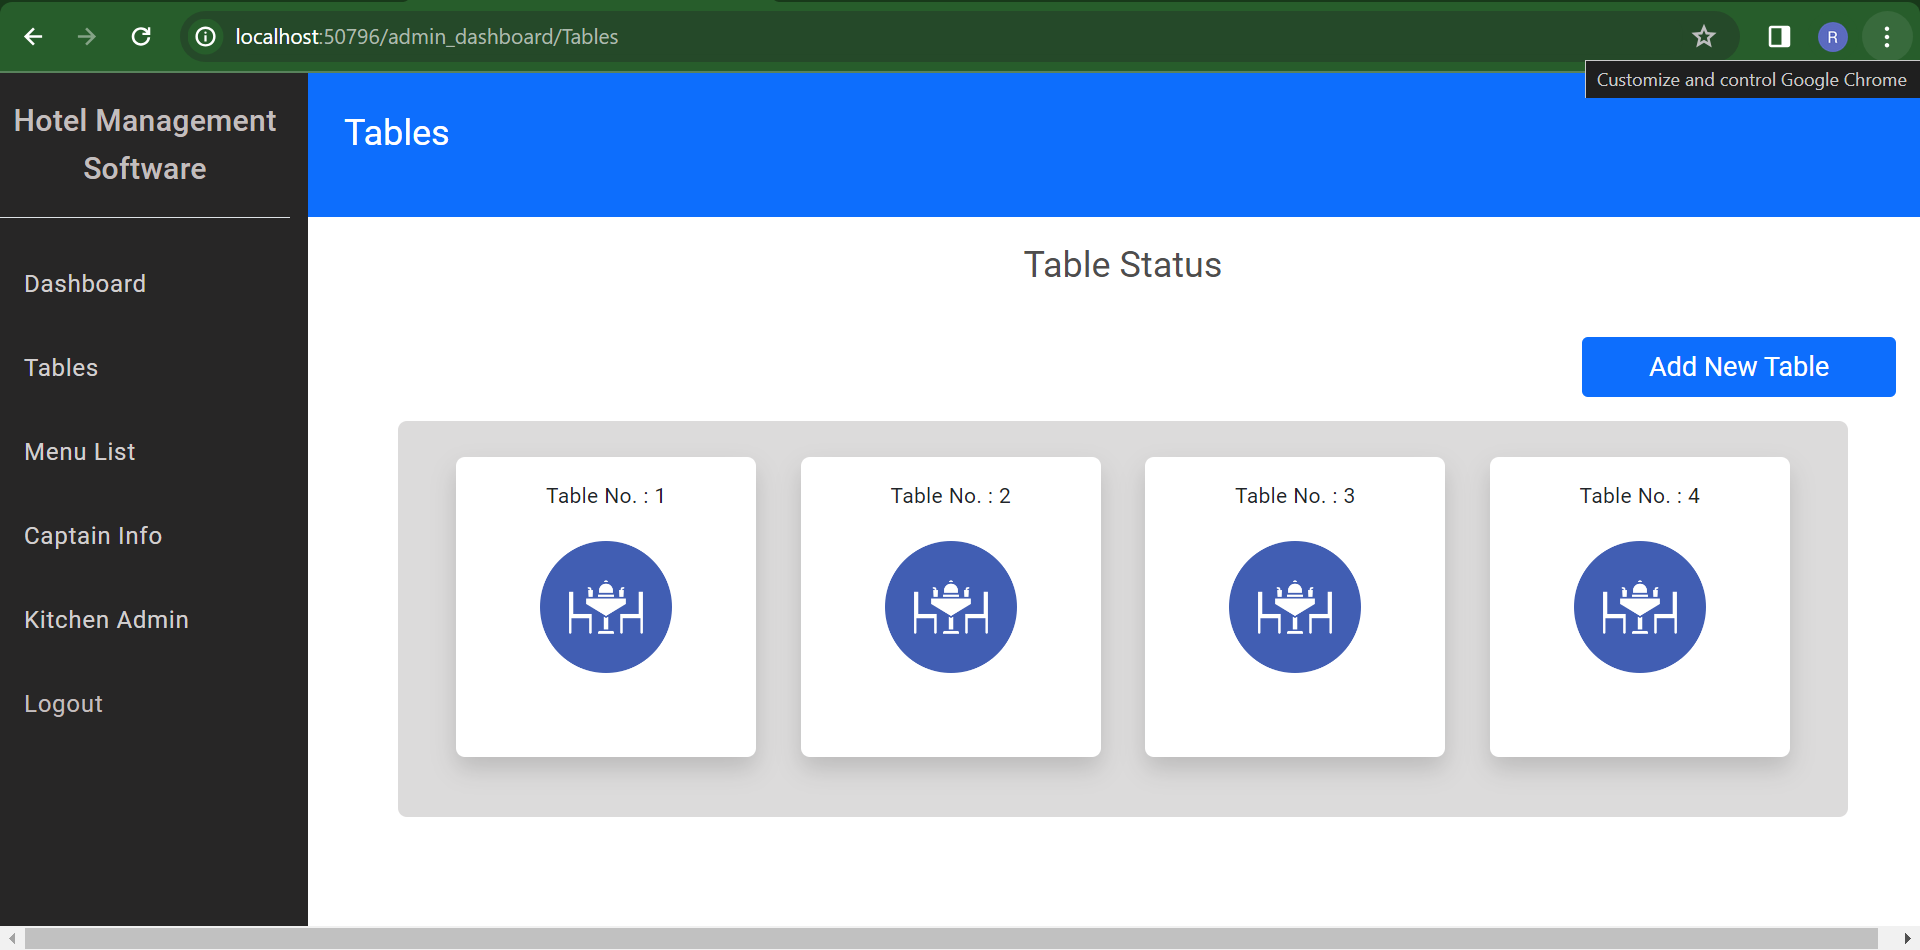 localhost:50796/admin_dashboard/Tables
R
Customize and control Google Chrome
Hotel Management
Software
Tables
Dashboard
Tables
Menu List
Captain Info
Kitchen Admin
Logout
Table Status
Add New Table
Table No. : 1
Table No. : 2
Table No. : 3
Table No. : 4